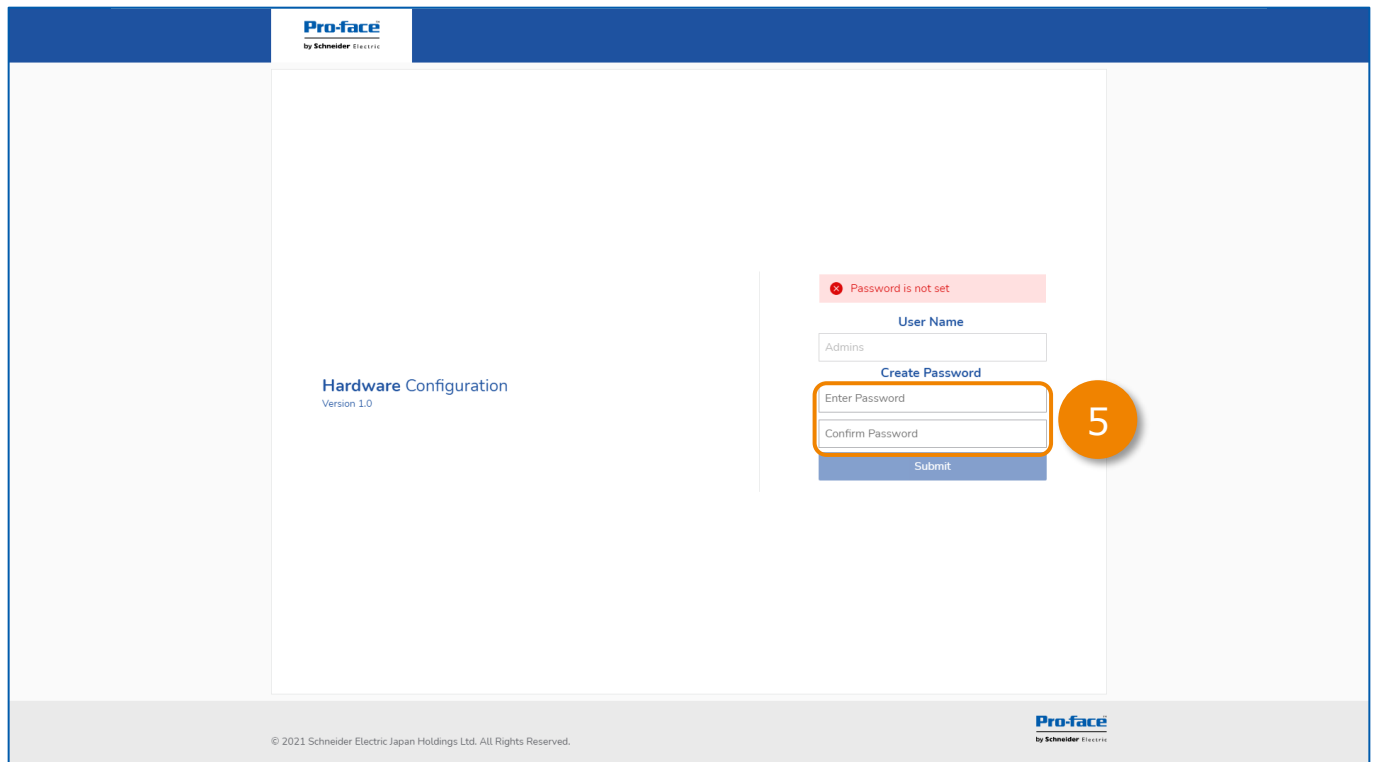 Pro-face
by Schneider Electric
Password is not set
User Name
Admins
Create Password
Enter Password
Confirm Password
Submit
5
Hardware Configuration
Version 1.0
© 2021 Schneider Electric Japan Holdings Ltd. All Rights Reserved.
Pro-face
by Schneider Electric